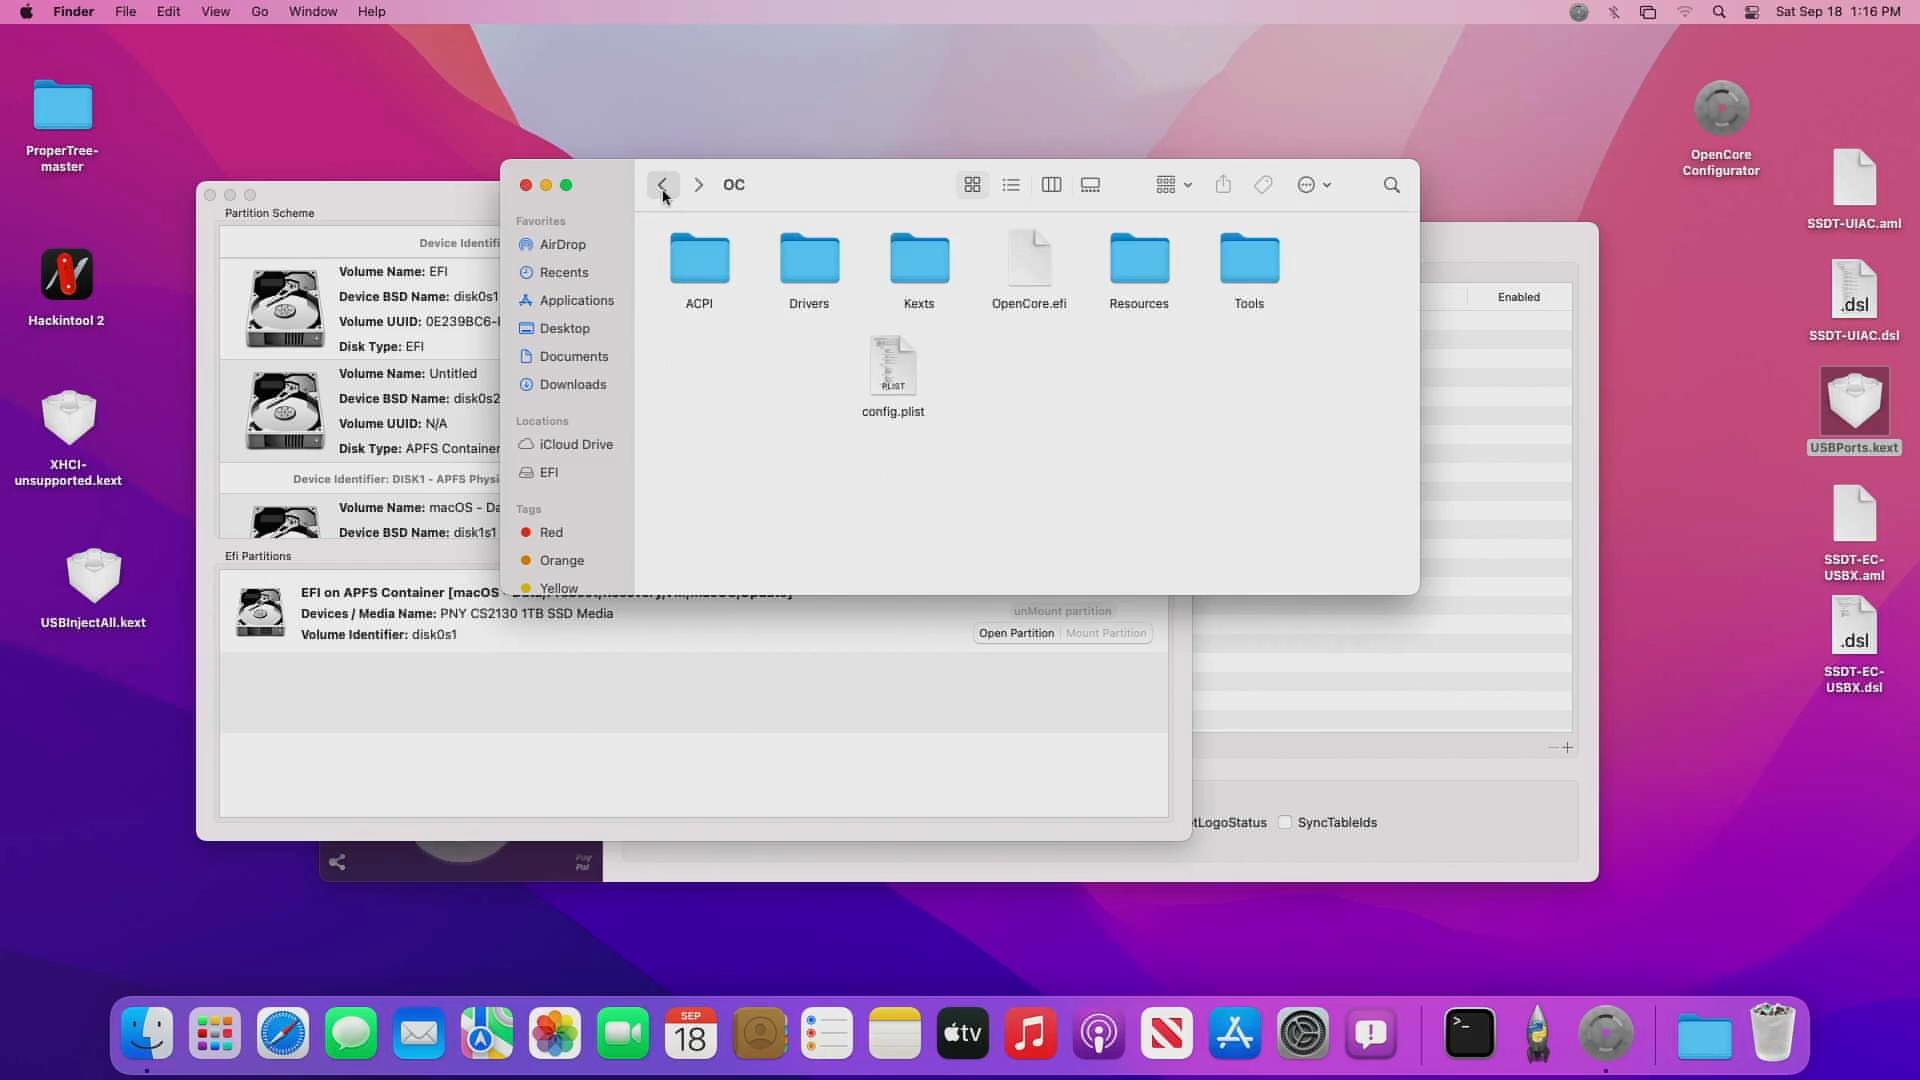 Finder File Edit View Go Window Help
Sat Sep 18 1:16 PM
ProperTree-
master
Hackintool 2
XHCI-
unsupported.kext
USBInjectAll.kext
Partition Scheme
Device Identifi
Volume Name: EFI
Device BSD Name: disk0s1
Volume UUID: 0E239BC6-
Disk Type: EFI
Volume Name: Untitled
Device BSD Name: disk0s2
Volume UUID: N/A
Disk Type: APFS Container
Device Identifier: DISK1 - APFS Physi
Volume Name: macOS - Da
Device BSD Name: disk1s1
Efi Partitions
EFI on APFS Container [macOS
Devices / Media Name: PNY CS2130 1TB SSD Media
Volume Identifier: disk0s1
unMount partition
Open Partition Mount Partition
OC
Favorites
AirDrop
Recents
Applications
Desktop
Documents
Downloads
Locations
iCloud Drive
EFI
Tags
Red
Orange
Yellow
ACPI
Drivers
Kexts
OpenCore.efi
Resources
Tools
PLIST
config.plist
Enabled
tLogoStatus
SyncTableIds
Pay
Pal
OpenCore
Configurator
SSDT-UIAC.aml
.dsl
SSDT-UIAC.dsl
USBPorts.kext
SSDT-EC-
USBX.aml
.dsl
SSDT-EC-
USBX.dsl
SEP
18
tv
>_